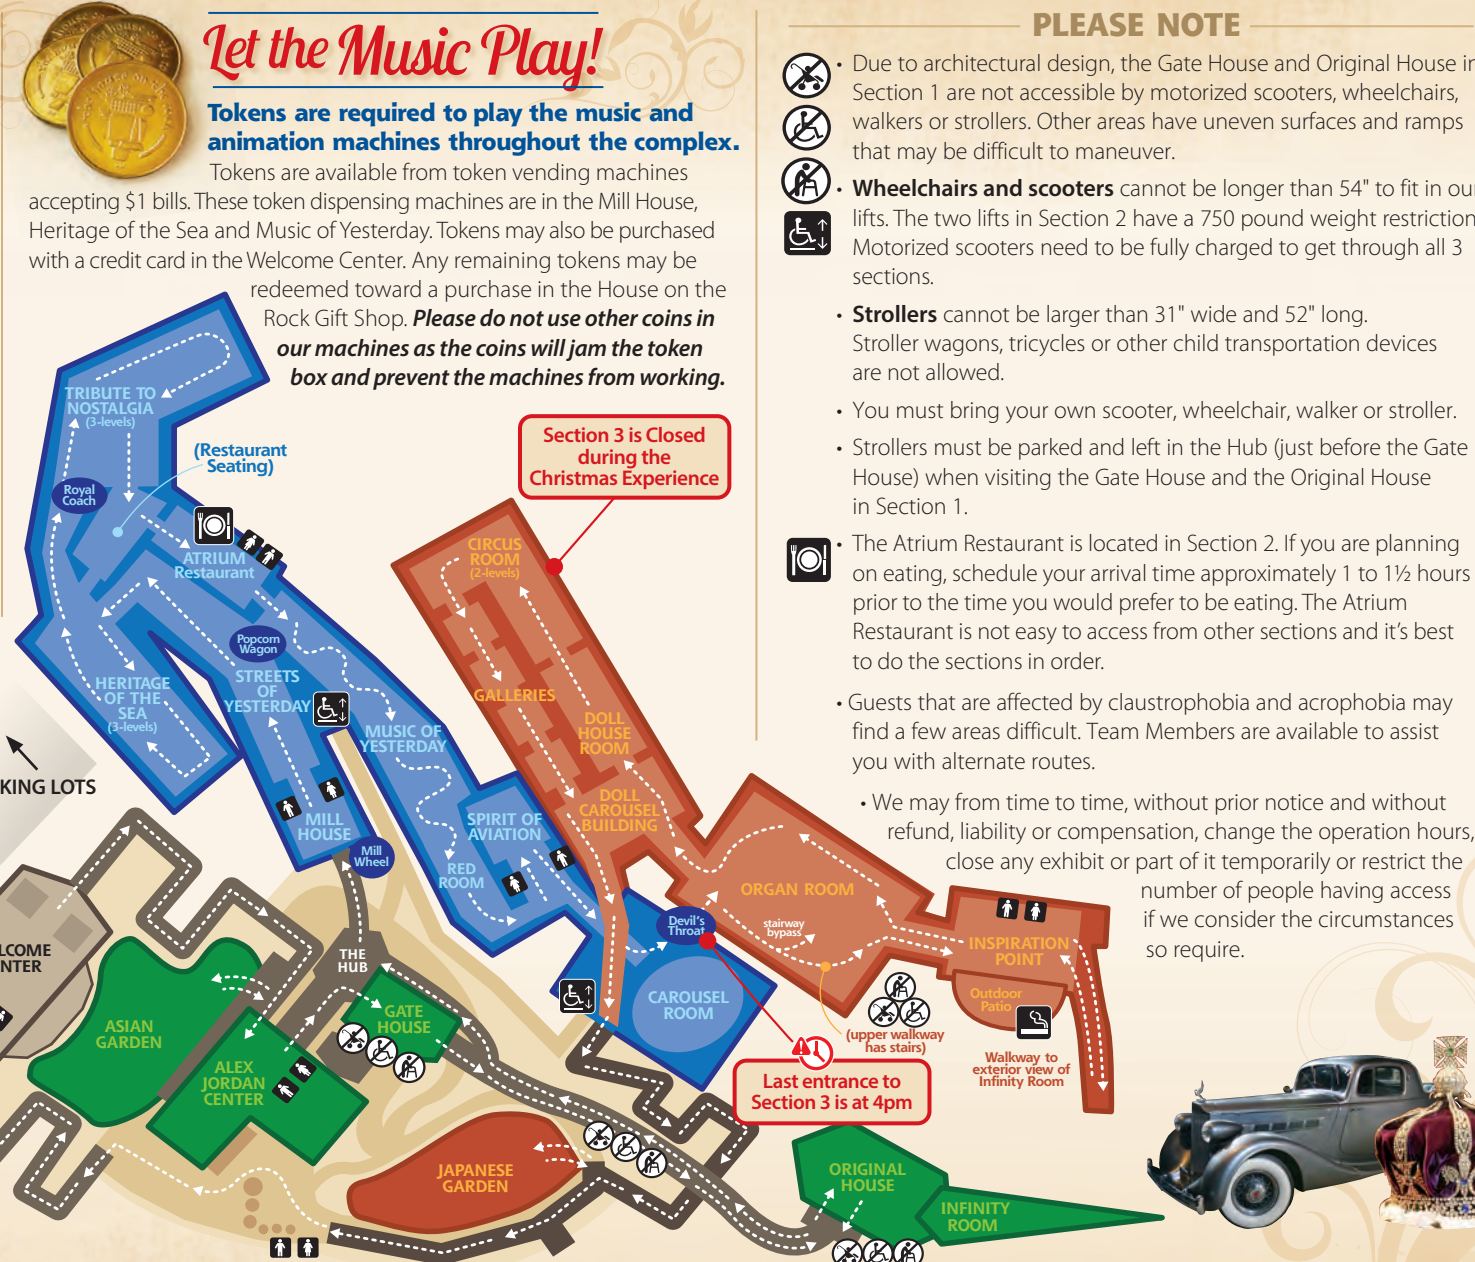 Let the Music Play!
Tokens are required to play the music and
animation machines throughout the complex.
Tokens are available from token vending machines
accepting $1 bills. These token dispensing machines are in the Mill House,
Heritage of the Sea and Music of Yesterday. Tokens may also be purchased
with a credit card in the Welcome Center. Any remaining tokens may be
redeemed toward a purchase in the House on the
Rock Gift Shop. Please do not use other coins in
our machines as the coins will jam the token
box and prevent the machines from working.
PLEASE NOTE
• Due to architectural design, the Gate House and Original House in
Section 1 are not accessible by motorized scooters, wheelchairs,
walkers or strollers. Other areas have uneven surfaces and ramps
that may be difficult to maneuver.
• Wheelchairs and scooters cannot be longer than 54" to fit in our
lifts. The two lifts in Section 2 have a 750 pound weight restriction
Motorized scooters need to be fully charged to get through all 3
sections.
• Strollers cannot be larger than 31" wide and 52" long.
Stroller wagons, tricycles or other child transportation devices
are not allowed.
• You must bring your own scooter, wheelchair, walker or stroller.
• Strollers must be parked and left in the Hub (just before the Gate
House) when visiting the Gate House and the Original House
in Section 1.
• The Atrium Restaurant is located in Section 2. If you are planning
on eating, schedule your arrival time approximately 1 to 1½ hours
prior to the time you would prefer to be eating. The Atrium
Restaurant is not easy to access from other sections and it's best
to do the sections in order.
• Guests that are affected by claustrophobia and acrophobia may
find a few areas difficult. Team Members are available to assist
you with alternate routes.
• We may from time to time, without prior notice and without
refund, liability or compensation, change the operation hours,
close any exhibit or part of it temporarily or restrict the
number of people having access
if we consider the circumstances
so require.
TRIBUTE TO
NOSTALGIA
(3-levels)
(Restaurant
Seating)
Royal
Coach
ATRIUM
Restaurant
Popcorn
Wagon
STREETS
OF
YESTERDAY
HERITAGE
OF THE
SEA
(3-levels)
MUSIC OF
YESTERDAY
MILL
HOUSE
Mill
Wheel
SPIRIT OF
AVIATION
RED
ROOM
Section 3 is Closed
during the
Christmas Experience
CIRCUS
ROOM
(2-levels)
GALLERIES
DOLL
HOUSE
ROOM
DOLL
CAROUSEL
BUILDING
ORGAN ROOM
stairway
bypass
Devil's
Throat
CAROUSEL
ROOM
INSPIRATION
POINT
Outdoor
Patio
(upper walkway
has stairs)
Walkway to
exterior view of
Infinity Room
Last entrance to
Section 3 is at 4pm
KING LOTS
LCOME
NTER
THE
HUB
GATE
HOUSE
ASIAN
GARDEN
ALEX
JORDAN
CENTER
JAPANESE
GARDEN
ORIGINAL
HOUSE
INFINITY
ROOM